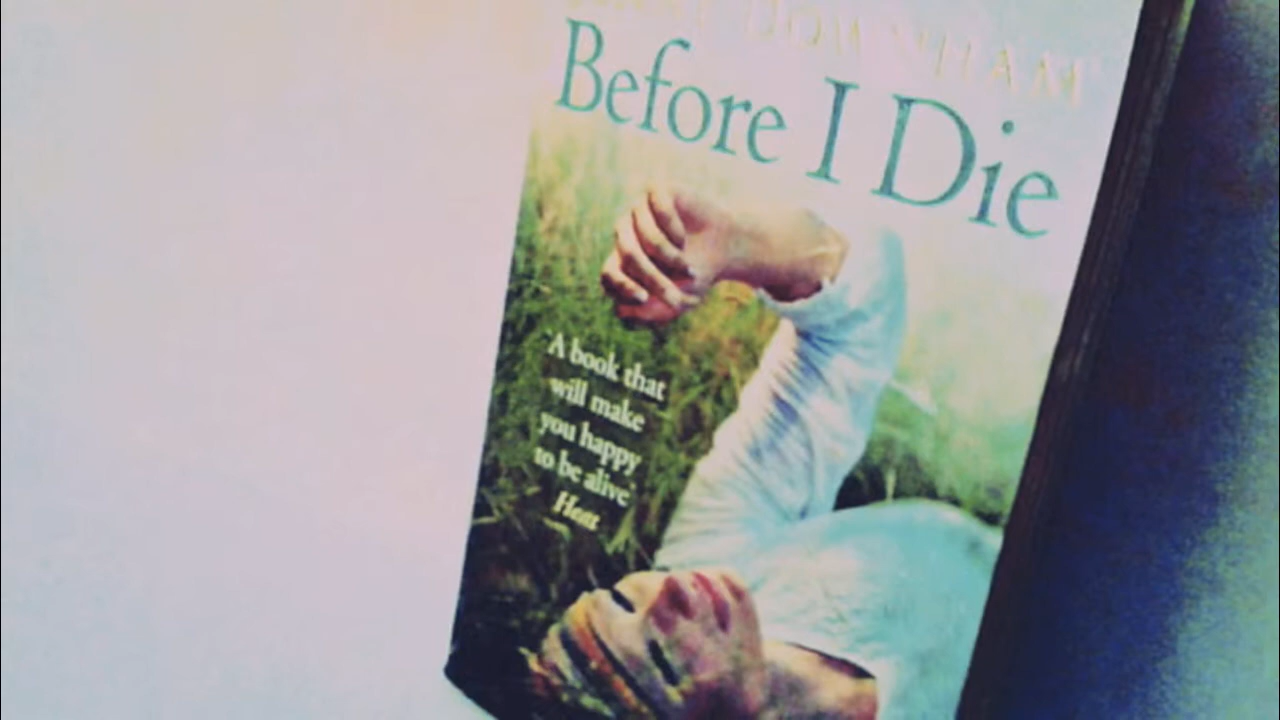 Before I Die
'A book that
will make
you happy
to be alive'
Heat